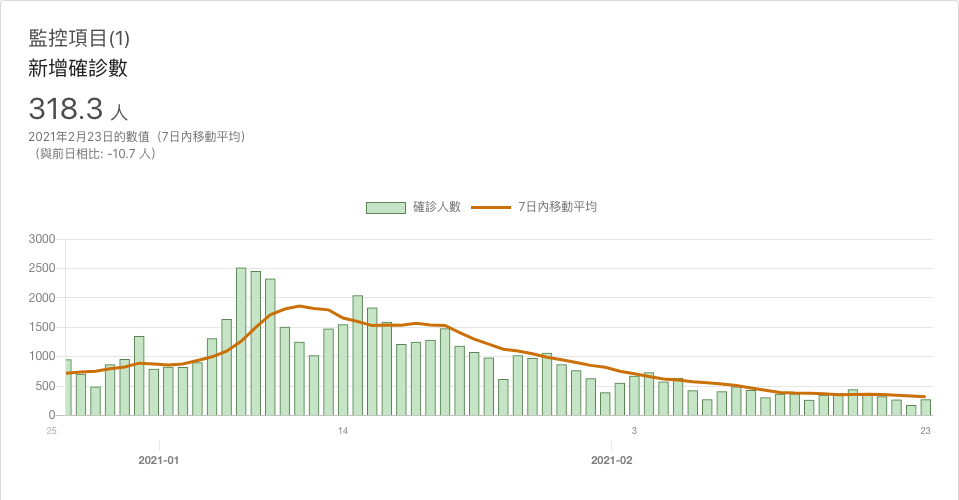 監控項目(1)
新增確診數
318.3 人
2021年2月23日的數值（7日內移動平均）
（與前日相比: -10.7 人）
確診人數 7日內移動平均
3000
2500
2000
1500
1000
500
0
25 14 3 23
2021-01 2021-02